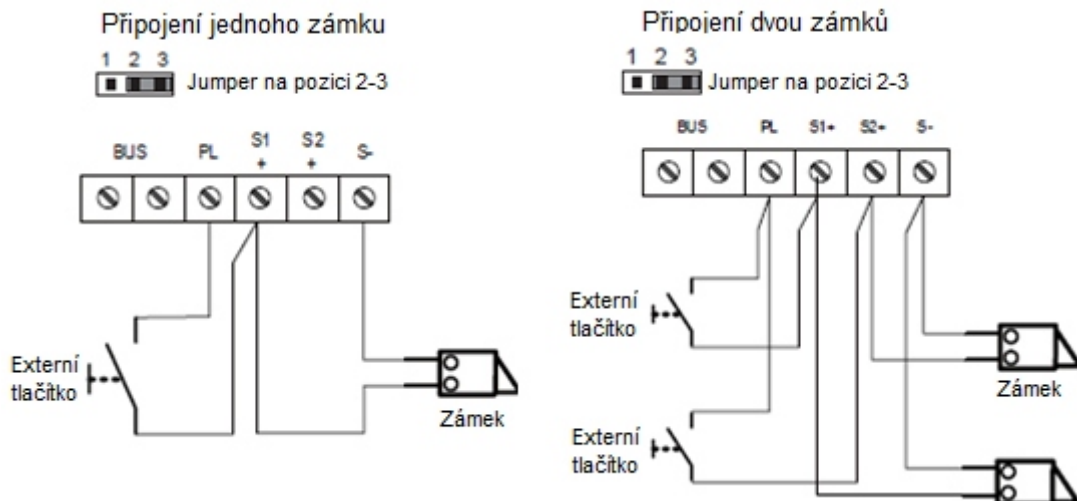 Připojení jednoho zámku
1 2 3
Jumper na pozici 2-3
BUS PL S1 + S2 + S-
Externí
tlačítko
Zámek
Připojení dvou zámků
1 2 3
Jumper na pozici 2-3
BUS PL S1+ S2+ S-
Externí
tlačítko
Zámek
Externí
tlačítko